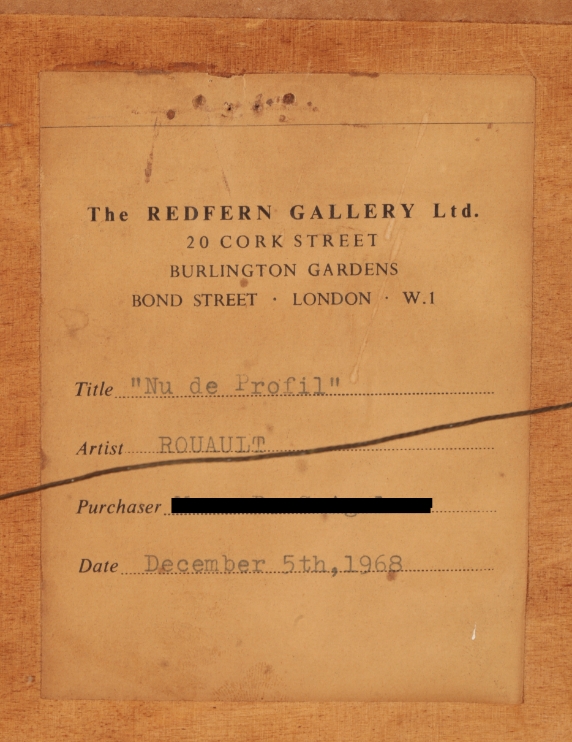 The REDFERN GALLERY Ltd.
20 CORK STREET
BURLINGTON GARDENS
BOND STREET · LONDON · W.1
Title "Nu de Profil"
Artist ROUAULT
Purchaser
Date December 5th, 1968